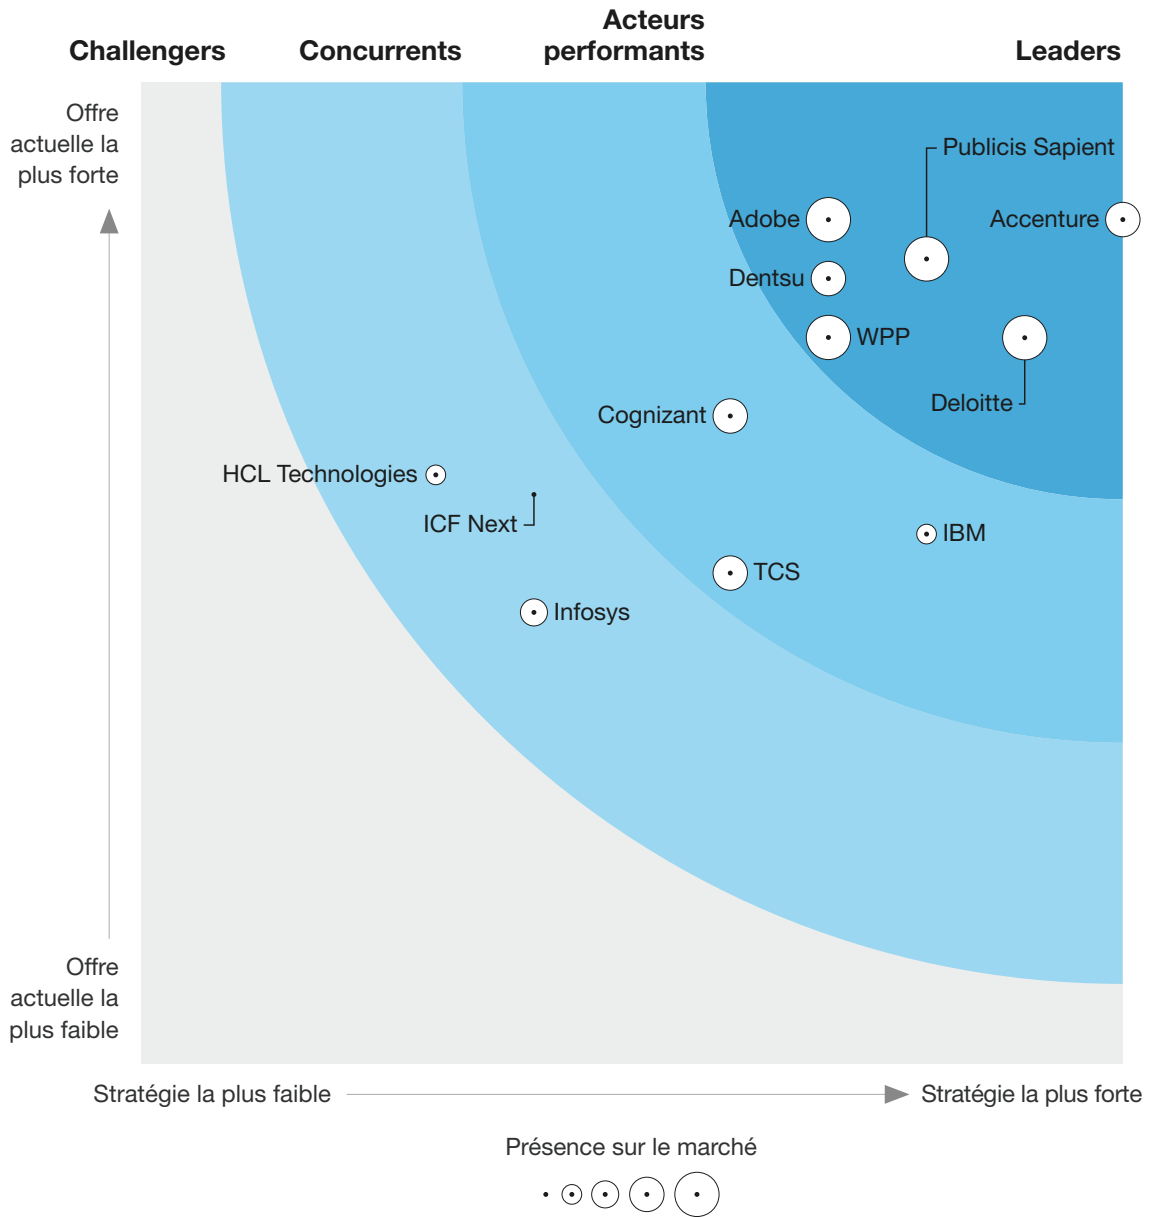 Challengers
Concurrents
Acteurs
performants
Leaders
Offre
actuelle la
plus forte
Publicis Sapient
Adobe
Accenture
Dentsu
WPP
Deloitte
Cognizant
HCL Technologies
ICF Next
IBM
TCS
Infosys
Offre
actuelle la
plus faible
Stratégie la plus faible
Stratégie la plus forte
Présence sur le marché